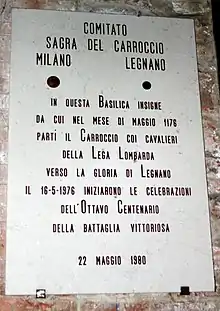 COMITATO
SAGRA DEL CARROCCIO
MILANO LEGNANO
IN QUESTA BASILICA INSIGNE
DA CUI NEL MESE DI MAGGIO 1176
PARTÌ IL CARROCCIO COI CAVALIERI
DELLA LEGA LOMBARDA
VERSO LA GLORIA DI LEGNANO
IL 16-5-1976 INIZIARONO LE CELEBRAZIONI
DELL'OTTAVO CENTENARIO
DELLA BATTAGLIA VITTORIOSA
22 MAGGIO 1980